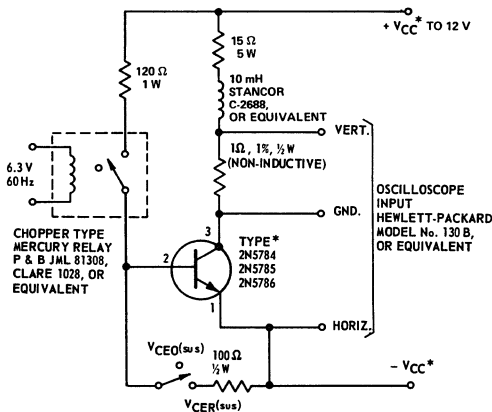 + VCC* TO 12 V
15 Ω
5 W
120 Ω
1 W
10 mH
STANCOR
C-2688,
OR EQUIVALENT
VERT.
1Ω, 1%, ½ W
(NON-INDUCTIVE)
6.3 V
60 Hz
OSCILLOSCOPE
INPUT
HEWLETT-PACKARD
MODEL No. 130 B,
OR EQUIVALENT
GND.
CHOPPER TYPE
MERCURY RELAY
P & B JML 81308,
CLARE 1028, OR
EQUIVALENT
3
2
1
TYPE*
2N5784
2N5785
2N5786
HORIZ.
VCEO(sus)
100 Ω
½ W
VCER(sus)
– VCC*